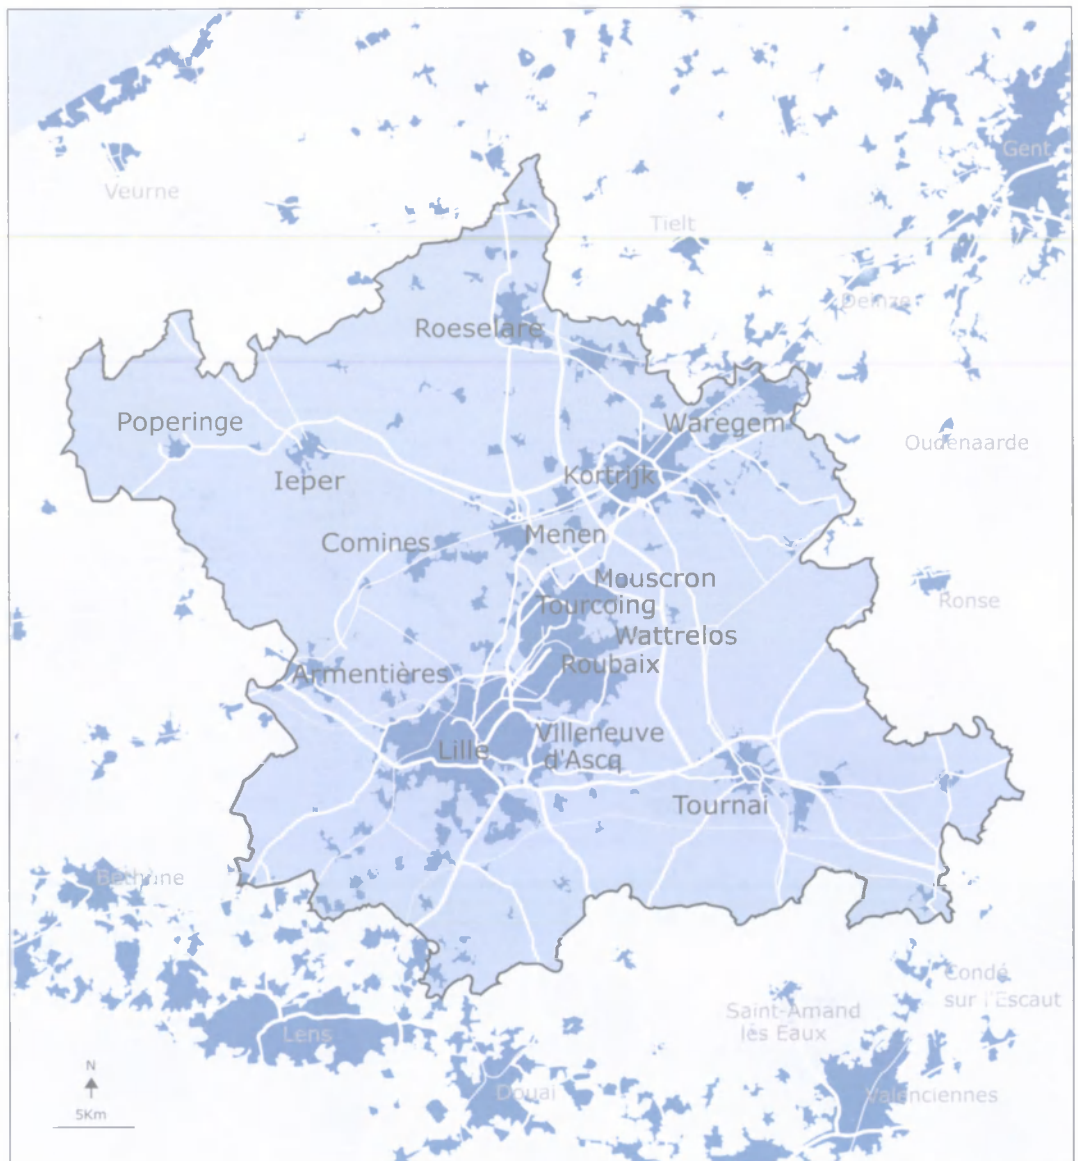 Gent
Veurne
Tielt
Deinze
Roeselare
Poperinge
Waregem
Oudenaarde
Ieper
Kortrijk
Comines
Menen
Mouscron
Tourcoing
Ronse
Wattrelos
Roubaix
Armentières
Villeneuve
d'Ascq
Lille
Tournai
Béthune
Condé
sur l'Escaut
Saint-Amand
lès Eaux
Lens
N
5Km
Douai
Valenciennes